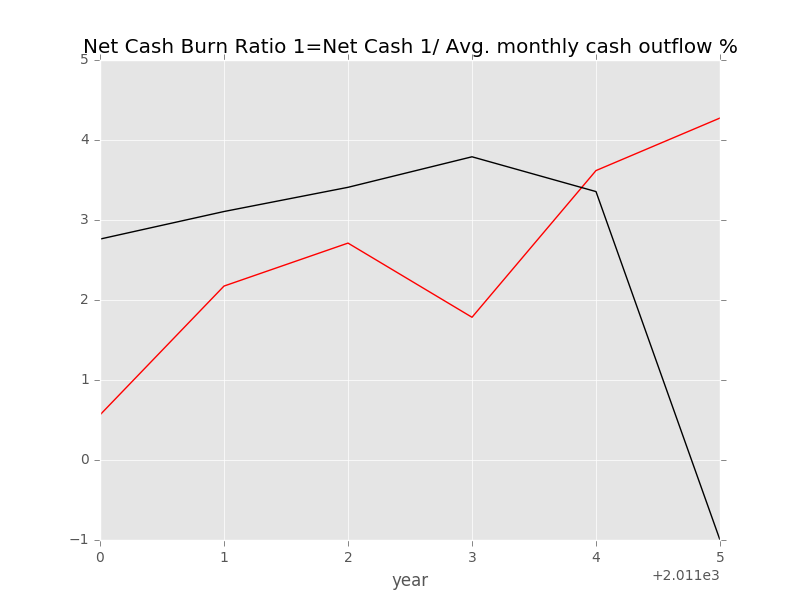 Net Cash Burn Ratio 1=Net Cash 1/ Avg. monthly cash outflow %
5
4
3
2
1
0
−1
0 1 2 3 4 5
+2.011e3
year